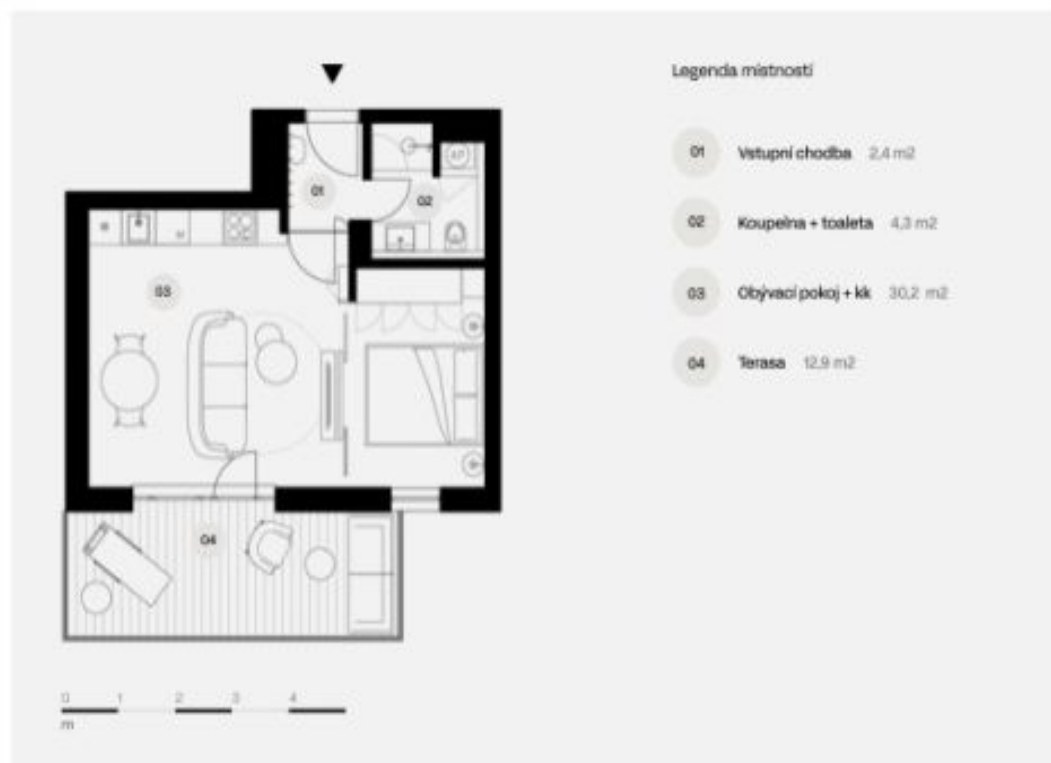 Legenda místností
01 Vstupní chodba 2,4 m2
02 Koupelna + toaleta 4,3 m2
03 Obývací pokoj + kk 30,2 m2
04 Terasa 12,9 m2
01
02
AP
03
04
0 1 2 3 4
m